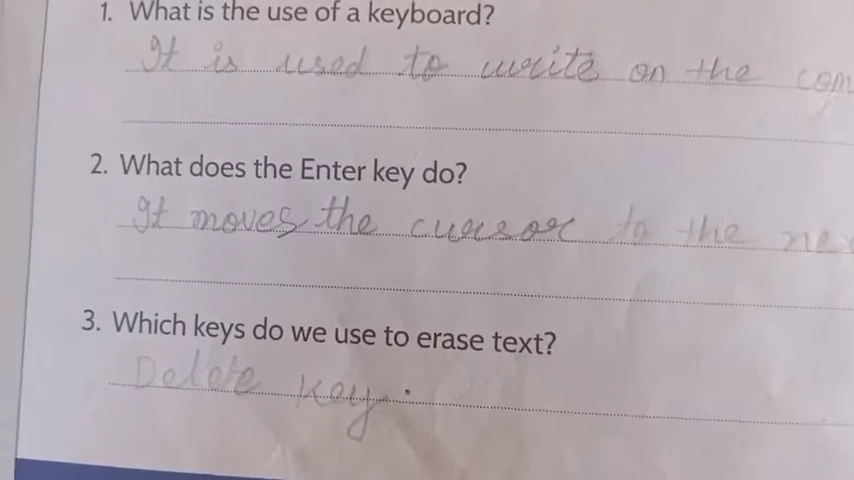 1. What is the use of a keyboard?
It is used to write on the com
2. What does the Enter key do?
It moves the cursor to the nex
3. Which keys do we use to erase text?
Delete key.